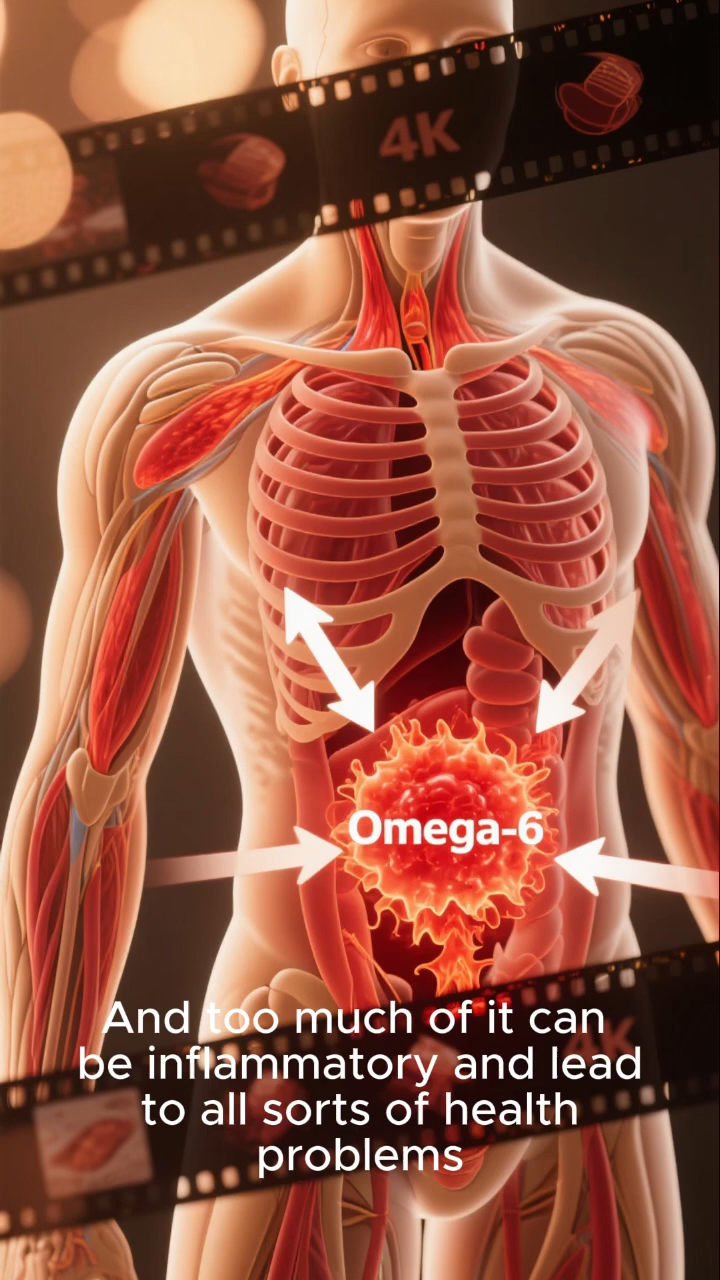 4K
Omega-6
And too much of it can
be inflammatory and lead
to all sorts of health
problems